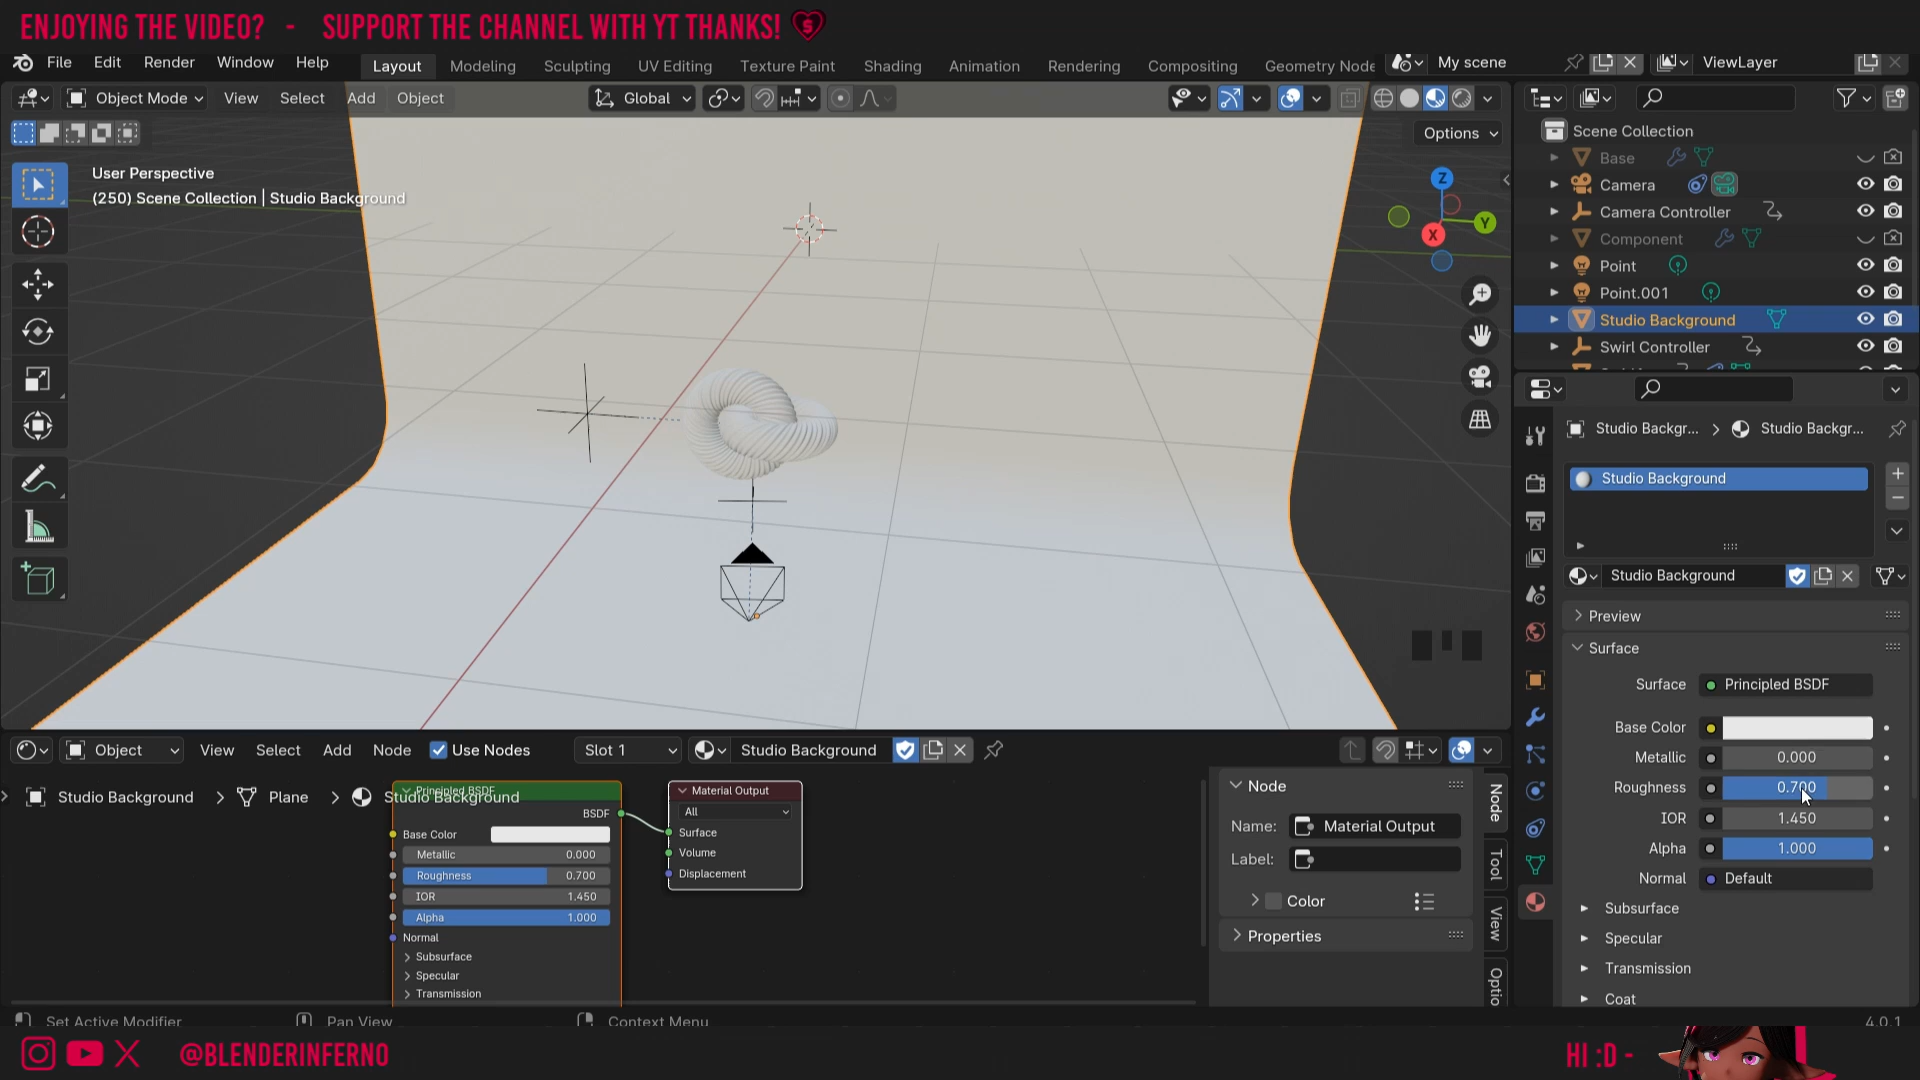 ENJOYING THE VIDEO? - SUPPORT THE CHANNEL WITH YT THANKS!
File Edit Render Window Help Layout Modeling Sculpting UV Editing Texture Paint Shading Animation Rendering Compositing Geometry Node My scene ViewLayer
Object Mode View Select Add Object Global
Options
User Perspective
(250) Scene Collection | Studio Background
Z
Y
X
Scene Collection
Base
Camera
Camera Controller
Component
Point
Point.001
Studio Background
Swirl Controller
Studio Backgr... > Studio Backgr...
Studio Background
Studio Background
Preview
Surface
Surface Principled BSDF
Base Color
Metallic 0.000
Roughness 0.700
IOR 1.450
Alpha 1.000
Normal Default
Subsurface
Specular
Transmission
Coat
Object View Select Add Node Use Nodes Slot 1 Studio Background
Studio Background > Plane > Studio Background
Principled BSDF
BSDF
Base Color
Metallic 0.000
Roughness 0.700
IOR 1.450
Alpha 1.000
Normal
Subsurface
Specular
Transmission
Material Output
All
Surface
Volume
Displacement
Node
Name: Material Output
Label:
Color
Properties
Node
Tool
View
Optio
Set Active Modifier Pan View Context Menu 4.0.1
@BLENDERINFERNO
HI :D -